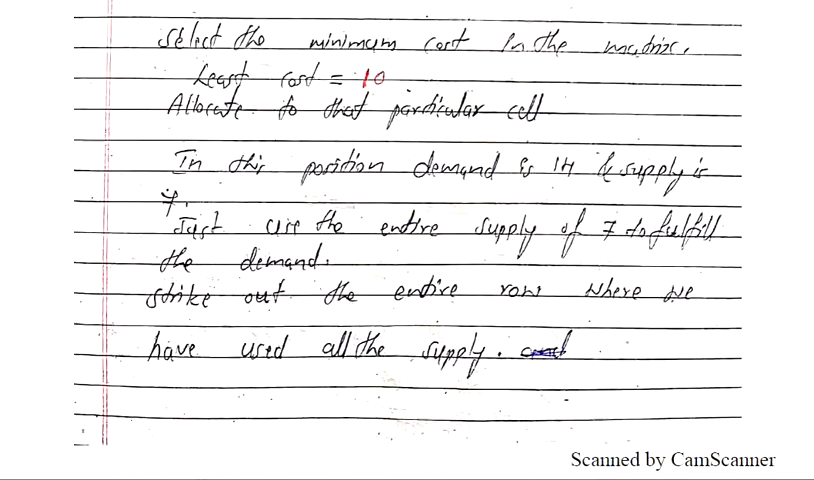 Select the minimum cost in the matrix.
Least cost = 10
Allocate to that particular cell
In this position demand is 14 & supply is
7.
Just use the entire supply of 7 to fulfill
the demand.
strike out the entire row where we
have used all the supply.
Scanned by CamScanner